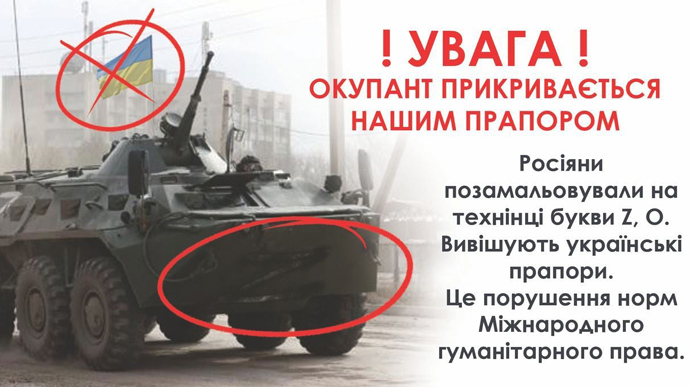 ! УВАГА !
ОКУПАНТ ПРИКРИВАЄТЬСЯ
НАШИМ ПРАПОРОМ
Росіяни
позамальовували на
технінці букви Z, О.
Вивішують українські
прапори.
Це порушення норм
Міжнародного
гуманітарного права.